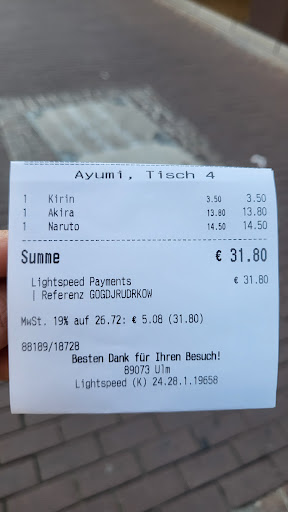 Ayumi, Tisch 4
1 Kirin 3.50 3.50
1 Akira 13.80 13.80
1 Naruto 14.50 14.50
Summe € 31.80
Lightspeed Payments € 31.80
| Referenz GOGDJRUDRKOW
MwSt. 19% auf 26.72: € 5.08 (31.80)
88189/18728
Besten Dank für Ihren Besuch!
89073 Ulm
Lightspeed (K) 24.28.1.19658